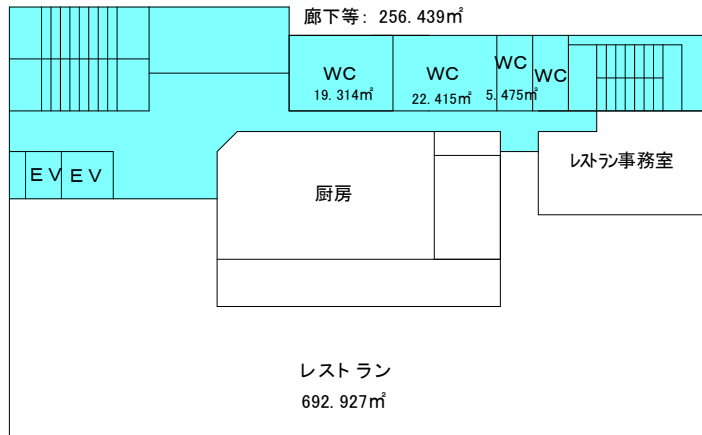 廊下等: 256.439㎡
WC
19.314㎡
WC
22.415㎡
WC
5.475㎡
WC
EV
EV
厨房
レストラン事務室
レストラン
692.927㎡